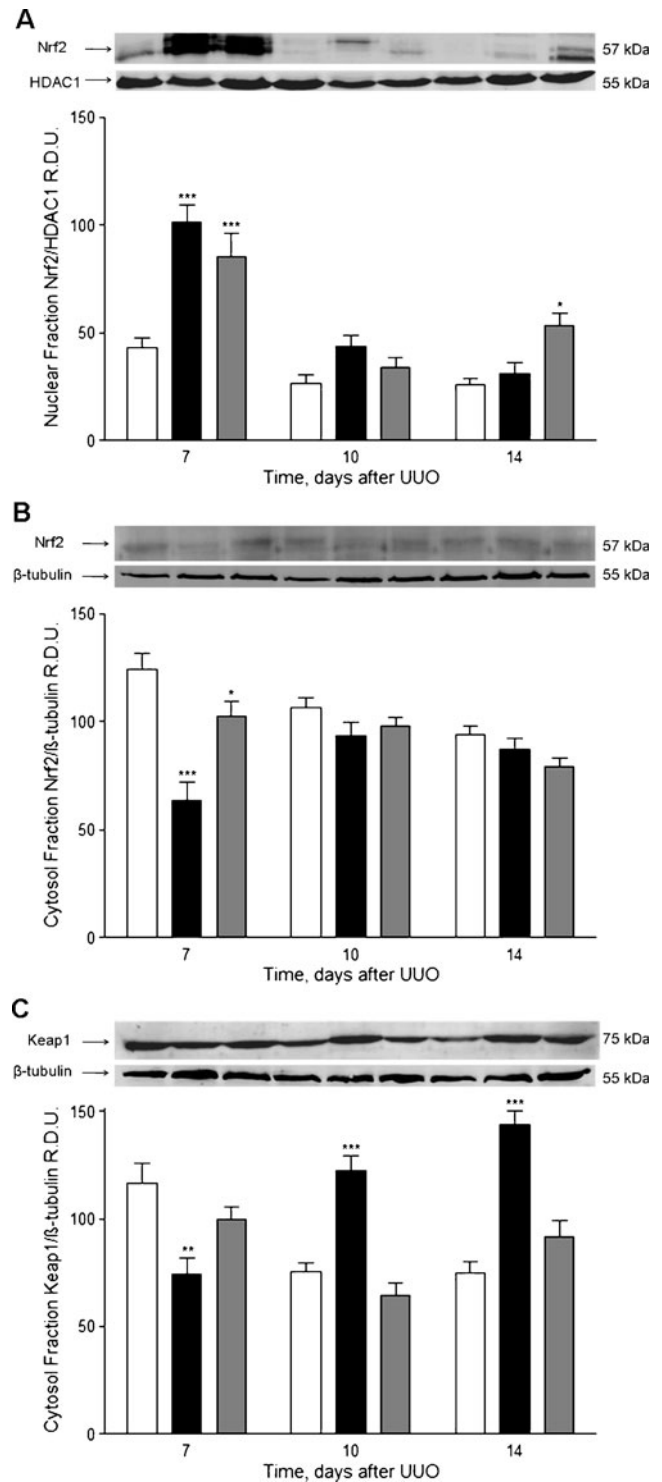 A
Nrf2
57 kDa
HDAC1
55 kDa
150
100
50
0
Nuclear Fraction Nrf2/HDAC1 R.D.U.
***
***
*
7 10 14
Time, days after UUO
B
Nrf2
57 kDa
β-tubulin
55 kDa
150
100
50
0
Cytosol Fraction Nrf2/ß-tubulin R.D.U.
***
*
7 10 14
Time, days after UUO
C
Keap1
75 kDa
β-tubulin
55 kDa
150
100
50
0
Cytosol Fraction Keap1/ß-tubulin R.D.U.
**
***
***
7 10 14
Time, days after UUO